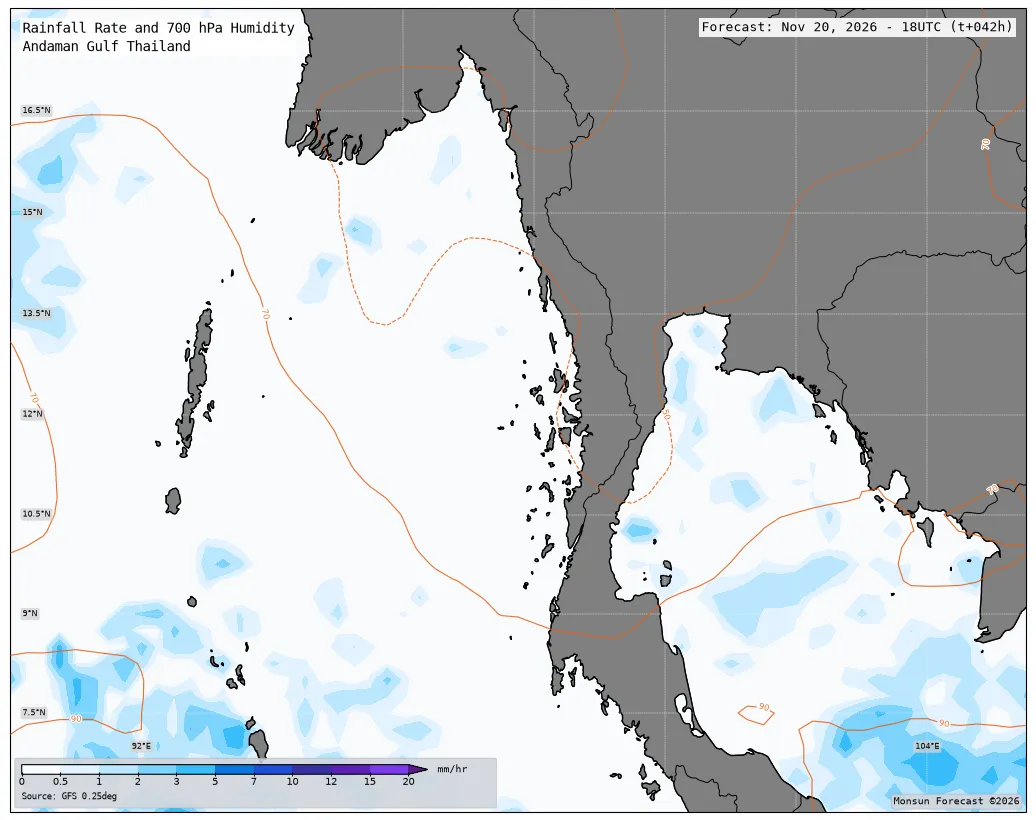 Rainfall Rate and 700 hPa Humidity
Andaman Gulf Thailand
Forecast: Nov 20, 2026 - 18UTC (t+042h)
16.5°N
70
15°N
13.5°N
70
70
12°N
50
70
10.5°N
9°N
7.5°N
90
90
90
92°E
104°E
mm/hr
0 0.5 1 2 3 5 7 10 12 15 20
Source: GFS 0.25deg
Monsun Forecast ©2026